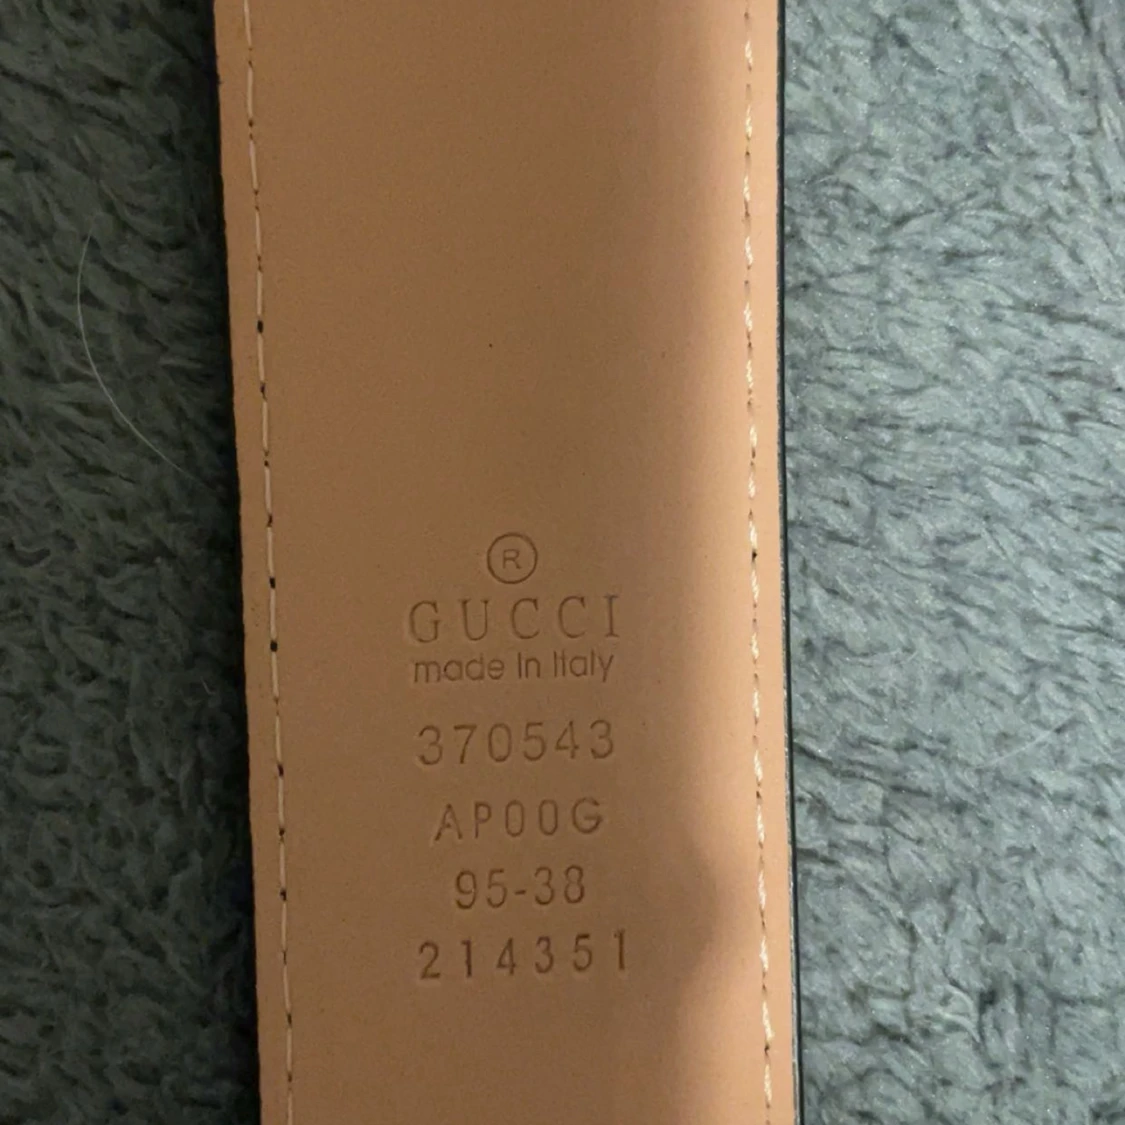 ®
GUCCI
made in Italy
370543
AP00G
95-38
214351